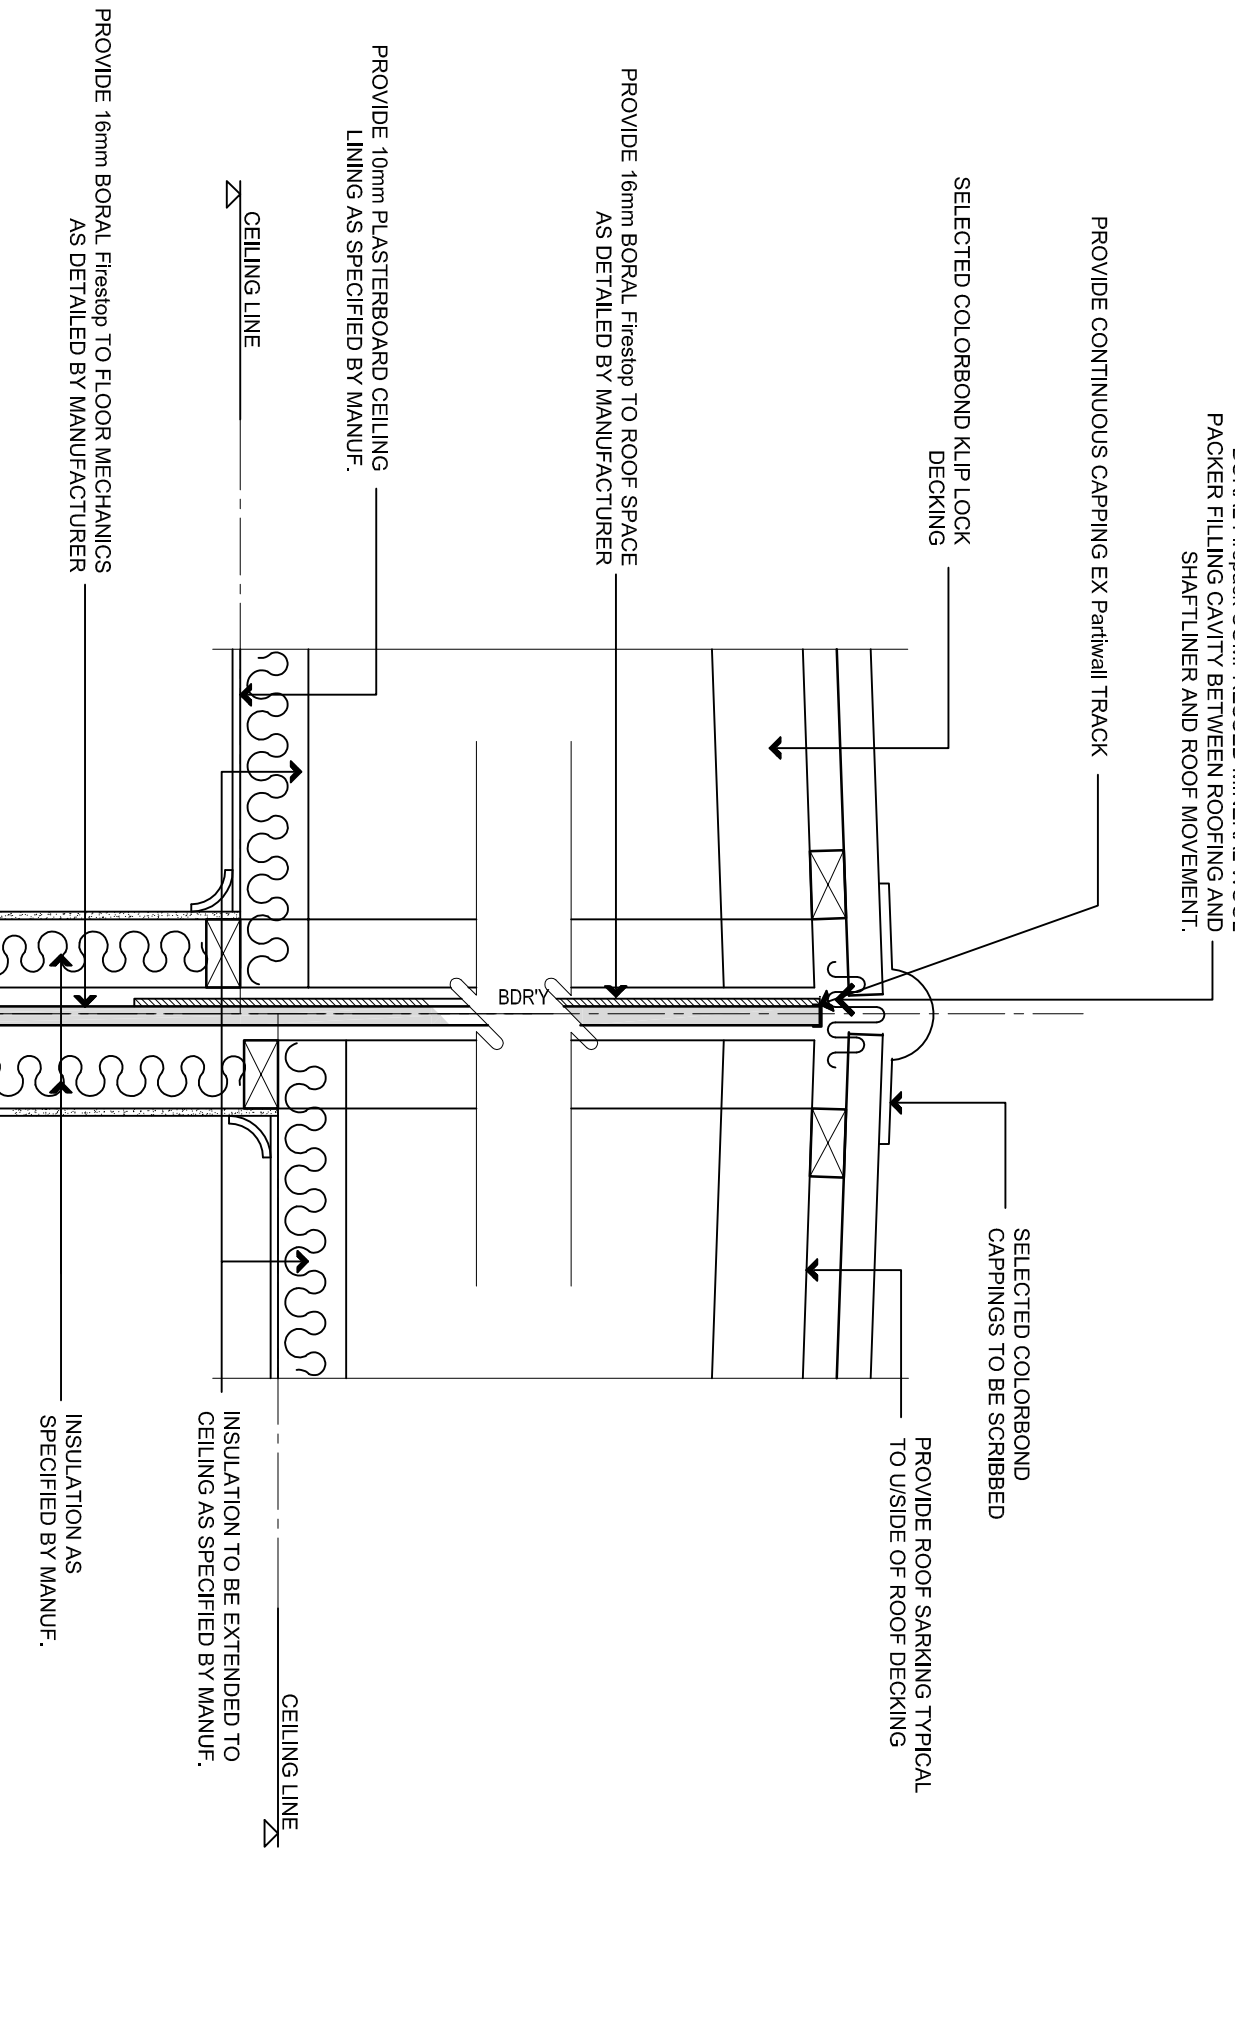 PACKER FILLING CAVITY BETWEEN ROOFING AND
SHAFTLINER AND ROOF MOVEMENT.
PROVIDE CONTINUOUS CAPPING EX Partiwall TRACK
SELECTED COLORBOND KLIP LOCK
DECKING
PROVIDE 16mm BORAL Firestop TO ROOF SPACE
AS DETAILED BY MANUFACTURER
PROVIDE 10mm PLASTERBOARD CEILING
LINING AS SPECIFIED BY MANUF.
CEILING LINE
PROVIDE 16mm BORAL Firestop TO FLOOR MECHANICS
AS DETAILED BY MANUFACTURER
BDR'Y
SELECTED COLORBOND
CAPPINGS TO BE SCRIBBED
PROVIDE ROOF SARKING TYPICAL
TO U/SIDE OF ROOF DECKING
CEILING LINE
INSULATION TO BE EXTENDED TO
CEILING AS SPECIFIED BY MANUF.
INSULATION AS
SPECIFIED BY MANUF.